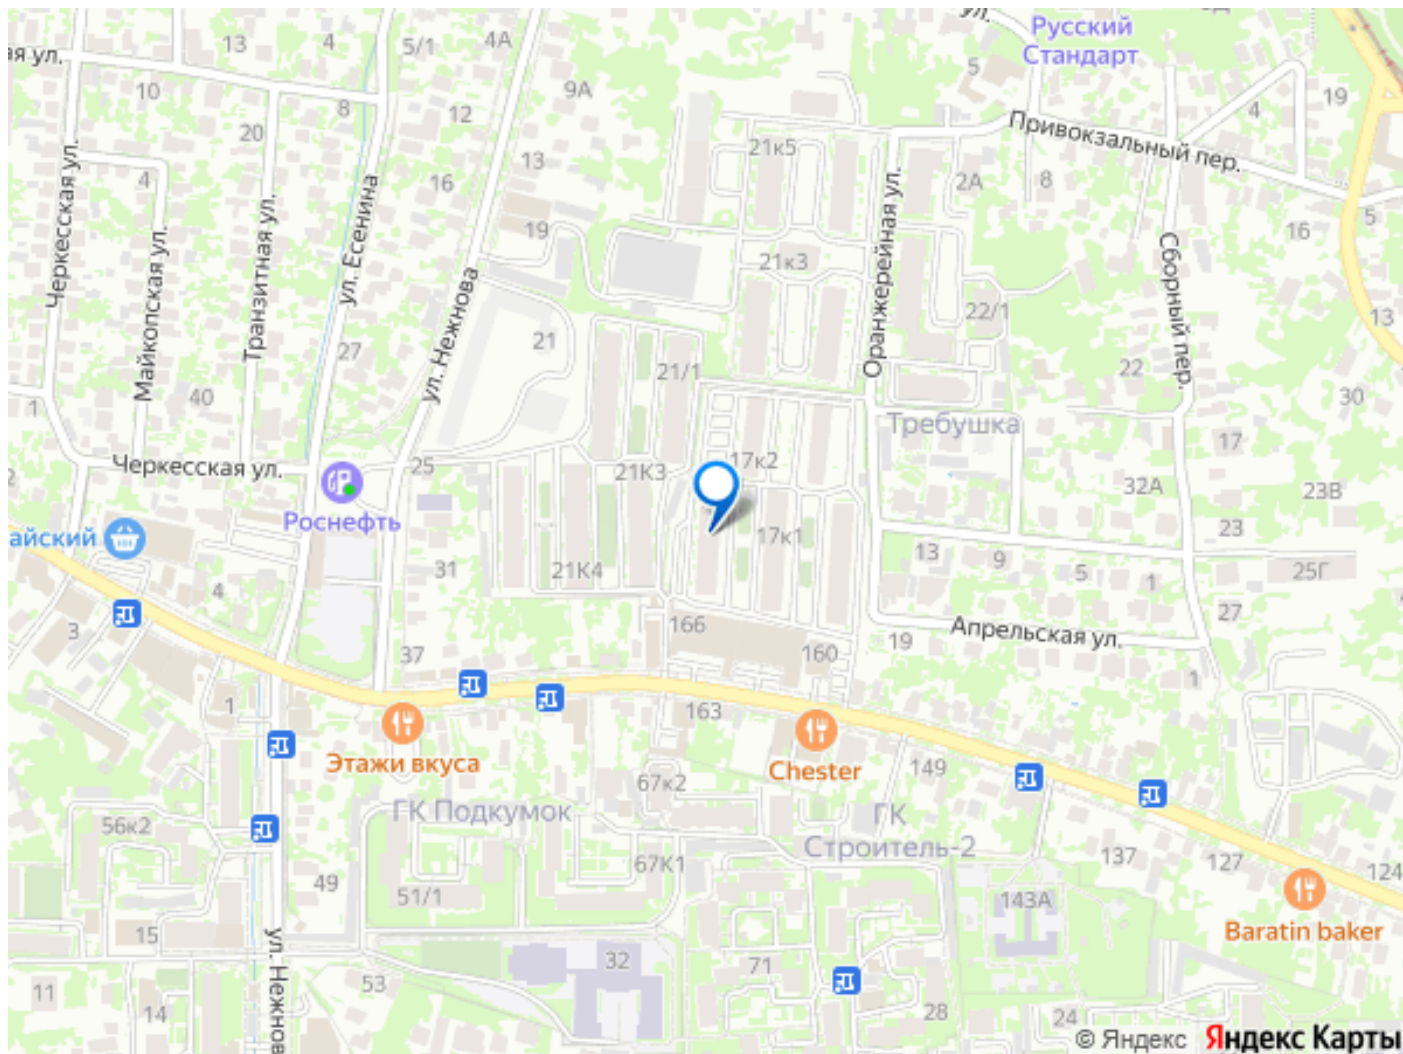 ул.
Русский
Стандарт
13
4
5/1
4А
5
ая ул.
10
8
12
9А
4
19
20
Привокзальный пер.
21к5
13
4
16
2А
8
5
Черкесская ул.
Майкопская ул.
Транзитная ул.
ул. Есенина
ул. Нежнова
19
Оранжерейная ул.
Сборный пер.
16
21к3
22/1
13
27
21
21/1
22
30
40
1
Требушка
17
Черкесская ул.
25
21К3
17к2
32А
23В
Роснефть
айский
17к1
23
13
9
5
1
25Г
31
21К4
4
27
3
166
Апрельская ул.
37
160
19
1
1
163
Этажи вкуса
Chester
149
67к2
ГК Подкумок
ГК
Строитель-2
56к2
137
127
124
67К1
49
51/1
143А
15
Baratin baker
ул. Нежнов
32
71
53
11
14
28
24
© Яндекс Яндекс Карты